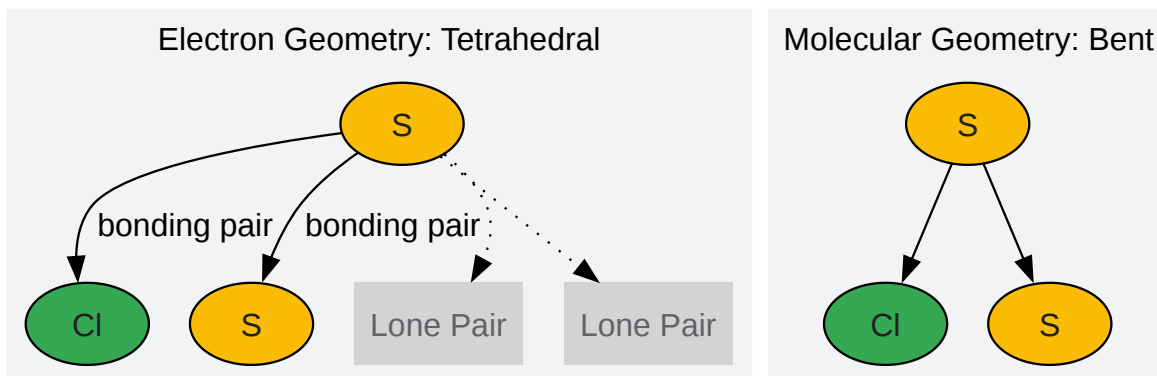 Electron Geometry: Tetrahedral
S
bonding pair
bonding pair
Cl
S
Lone Pair
Lone Pair
Molecular Geometry: Bent
S
Cl
S